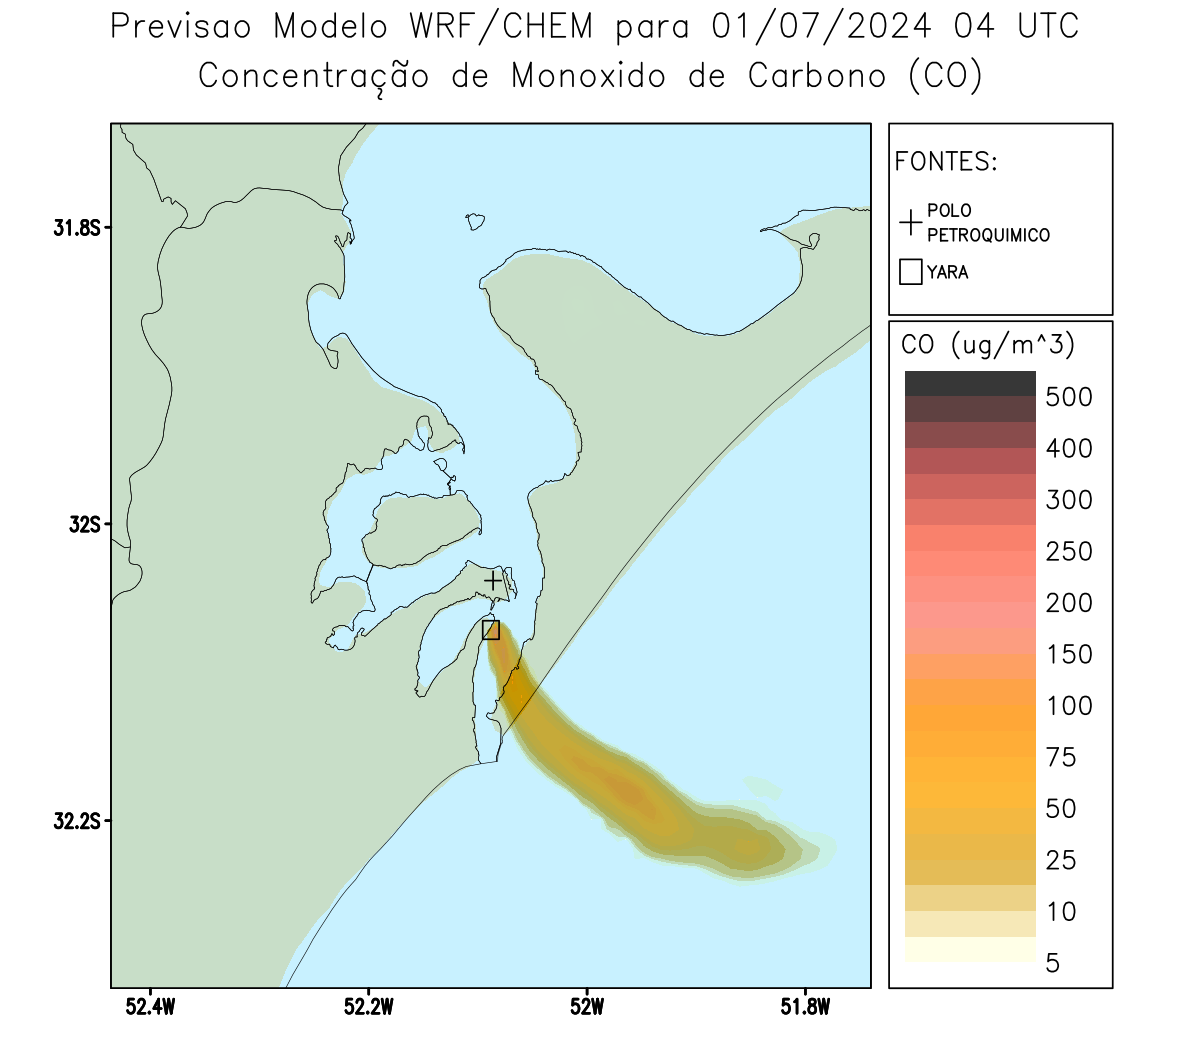 Previsao Modelo WRF/CHEM para 01/07/2024 04 UTC
Concentração de Monoxido de Carbono (CO)
31.8S
32S
32.2S
52.4W
52.2W
52W
51.8W
FONTES:
POLO
PETROQUIMICO
YARA
CO (ug/m^3)
500
400
300
250
200
150
100
75
50
25
10
5